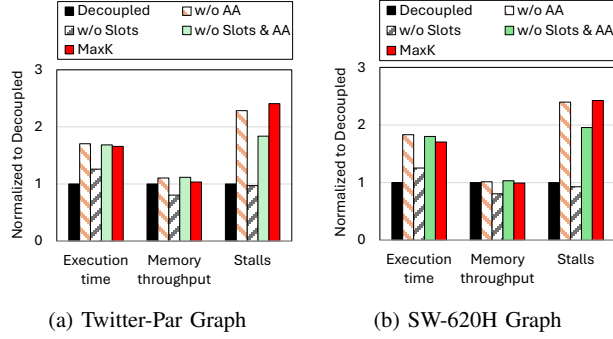 Decoupled w/o AA
w/o Slots w/o Slots & AA
MaxK
Normalized to Decoupled
3
2
1
0
Execution time
Memory throughput
Stalls
(a) Twitter-Par Graph
Decoupled w/o AA
w/o Slots w/o Slots & AA
MaxK
Normalized to Decoupled
3
2
1
0
Execution time
Memory throughput
Stalls
(b) SW-620H Graph